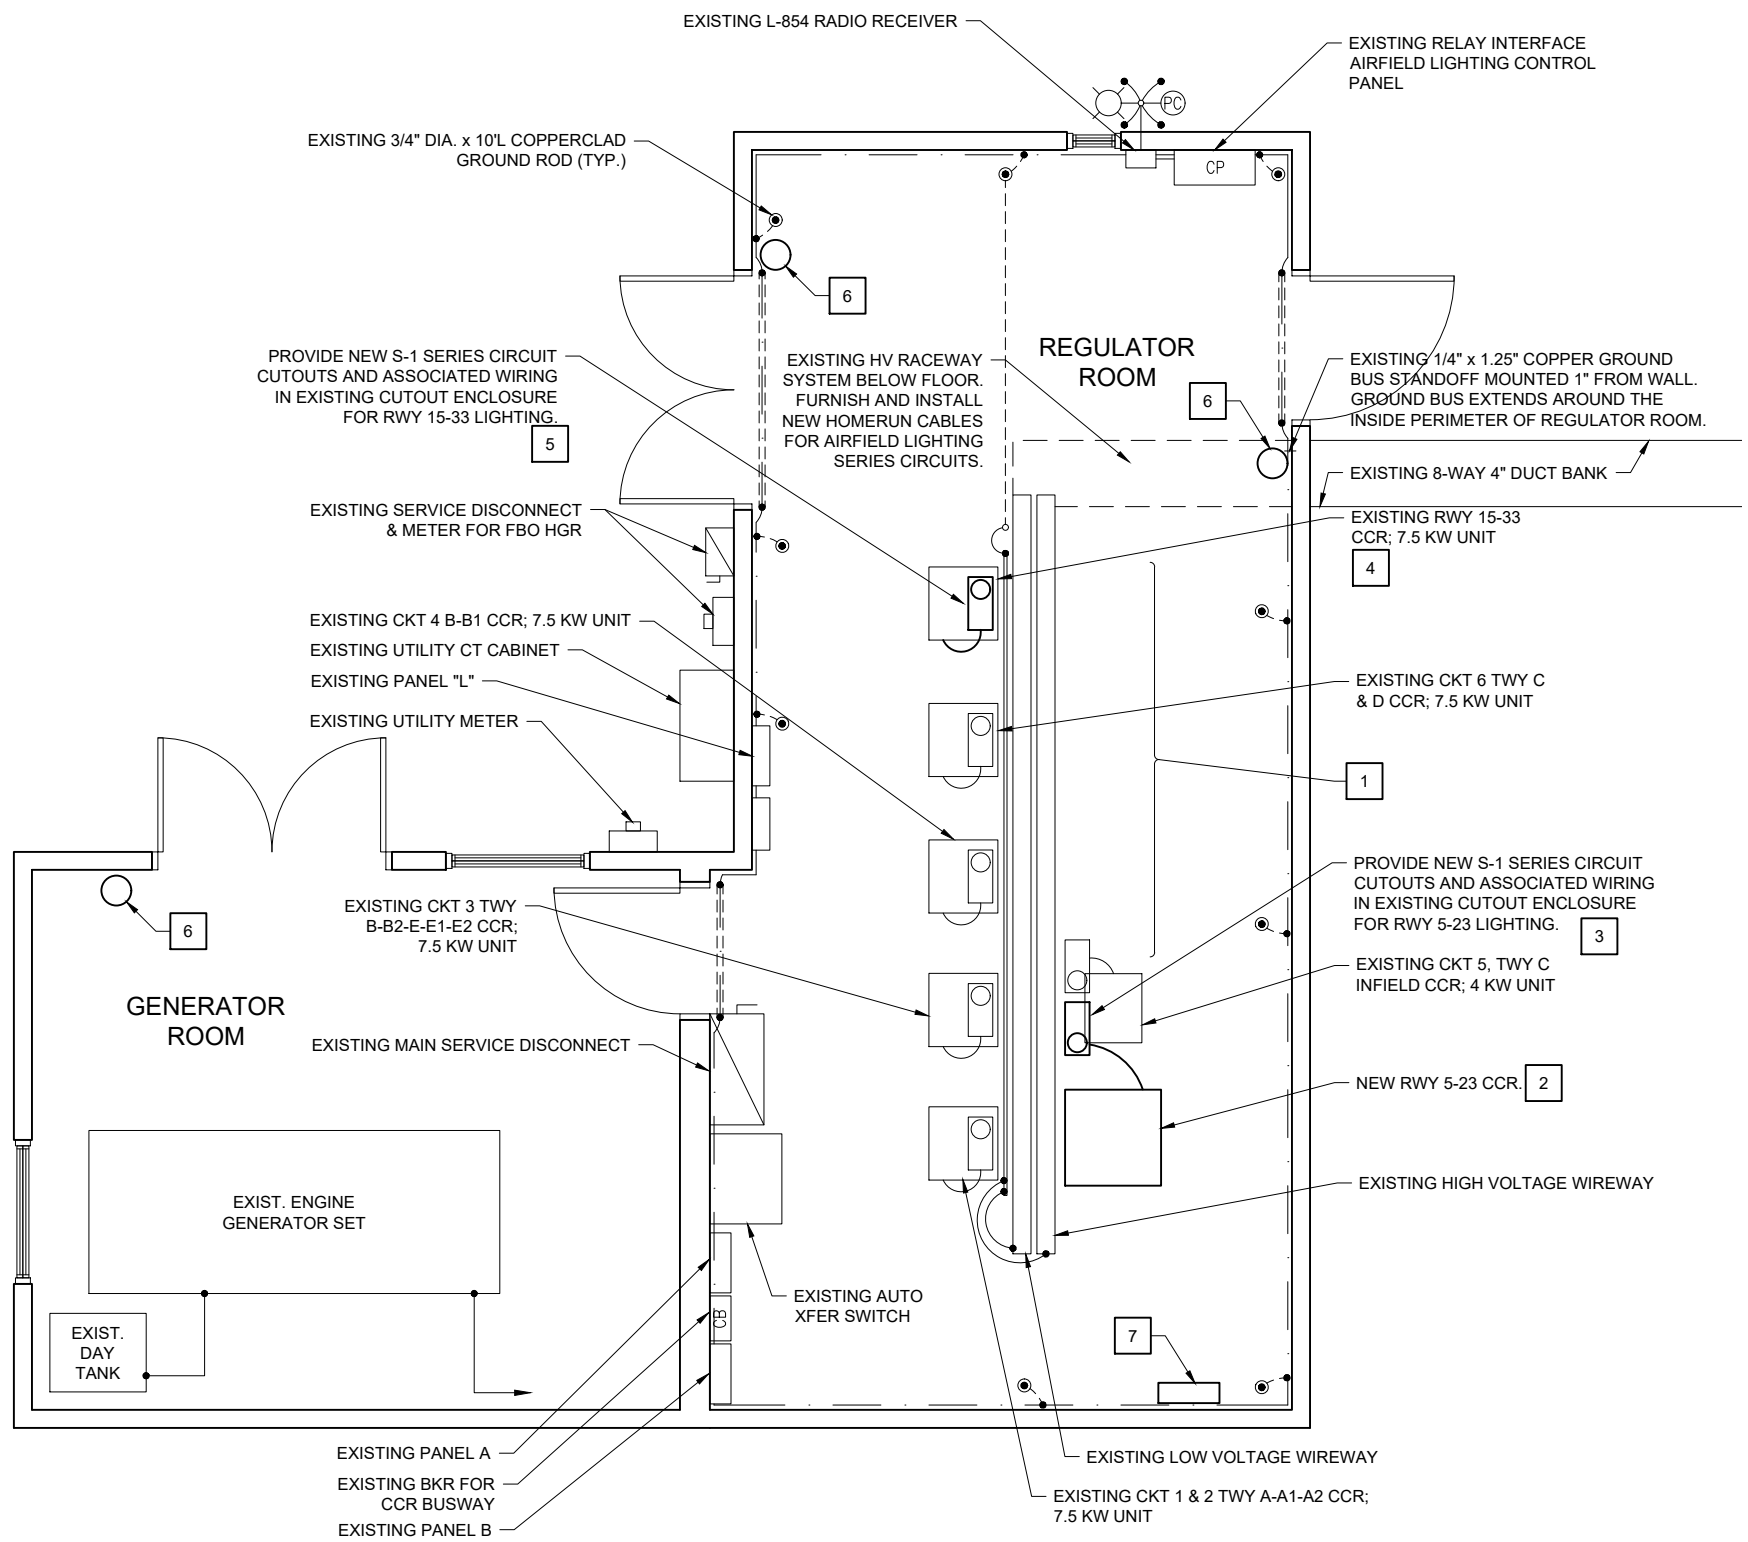 EXISTING L-854 RADIO RECEIVER
EXISTING RELAY INTERFACE
AIRFIELD LIGHTING CONTROL
PANEL
PC
EXISTING 3/4" DIA. x 10'L COPPERCLAD
GROUND ROD (TYP.)
CP
6
PROVIDE NEW S-1 SERIES CIRCUIT
CUTOUTS AND ASSOCIATED WIRING
IN EXISTING CUTOUT ENCLOSURE
FOR RWY 15-33 LIGHTING.
5
EXISTING HV RACEWAY
SYSTEM BELOW FLOOR.
FURNISH AND INSTALL
NEW HOMERUN CABLES
FOR AIRFIELD LIGHTING
SERIES CIRCUITS.
REGULATOR
ROOM
6
EXISTING 1/4" x 1.25" COPPER GROUND
BUS STANDOFF MOUNTED 1" FROM WALL.
GROUND BUS EXTENDS AROUND THE
INSIDE PERIMETER OF REGULATOR ROOM.
EXISTING 8-WAY 4" DUCT BANK
EXISTING SERVICE DISCONNECT
& METER FOR FBO HGR
EXISTING RWY 15-33
CCR; 7.5 KW UNIT
4
EXISTING CKT 4 B-B1 CCR; 7.5 KW UNIT
EXISTING UTILITY CT CABINET
EXISTING PANEL "L"
EXISTING UTILITY METER
EXISTING CKT 6 TWY C
& D CCR; 7.5 KW UNIT
1
PROVIDE NEW S-1 SERIES CIRCUIT
CUTOUTS AND ASSOCIATED WIRING
IN EXISTING CUTOUT ENCLOSURE
FOR RWY 5-23 LIGHTING.
3
6
EXISTING CKT 3 TWY
B-B2-E-E1-E2 CCR;
7.5 KW UNIT
EXISTING CKT 5, TWY C
INFIELD CCR; 4 KW UNIT
GENERATOR
ROOM
EXISTING MAIN SERVICE DISCONNECT
NEW RWY 5-23 CCR.
2
EXISTING HIGH VOLTAGE WIREWAY
EXIST. ENGINE
GENERATOR SET
EXISTING AUTO
XFER SWITCH
CB
EXIST.
DAY
TANK
7
EXISTING PANEL A
EXISTING BKR FOR
CCR BUSWAY
EXISTING PANEL B
EXISTING LOW VOLTAGE WIREWAY
EXISTING CKT 1 & 2 TWY A-A1-A2 CCR;
7.5 KW UNIT